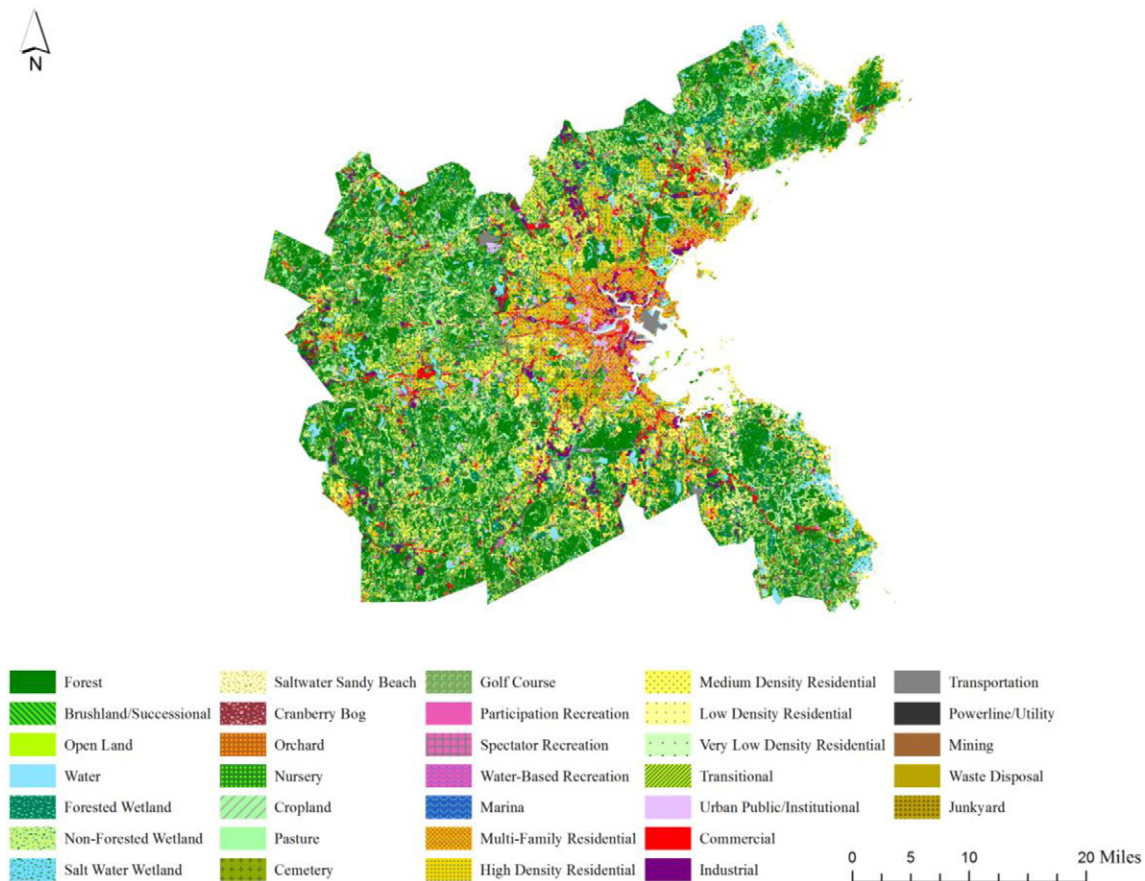 N
Forest
Brushland/Successional
Open Land
Water
Forested Wetland
Non-Forested Wetland
Salt Water Wetland
Saltwater Sandy Beach
Cranberry Bog
Orchard
Nursery
Cropland
Pasture
Cemetery
Golf Course
Participation Recreation
Spectator Recreation
Water-Based Recreation
Marina
Multi-Family Residential
High Density Residential
Medium Density Residential
Low Density Residential
Very Low Density Residential
Transitional
Urban Public/Institutional
Commercial
Industrial
Transportation
Powerline/Utility
Mining
Waste Disposal
Junkyard
0 5 10 20 Miles